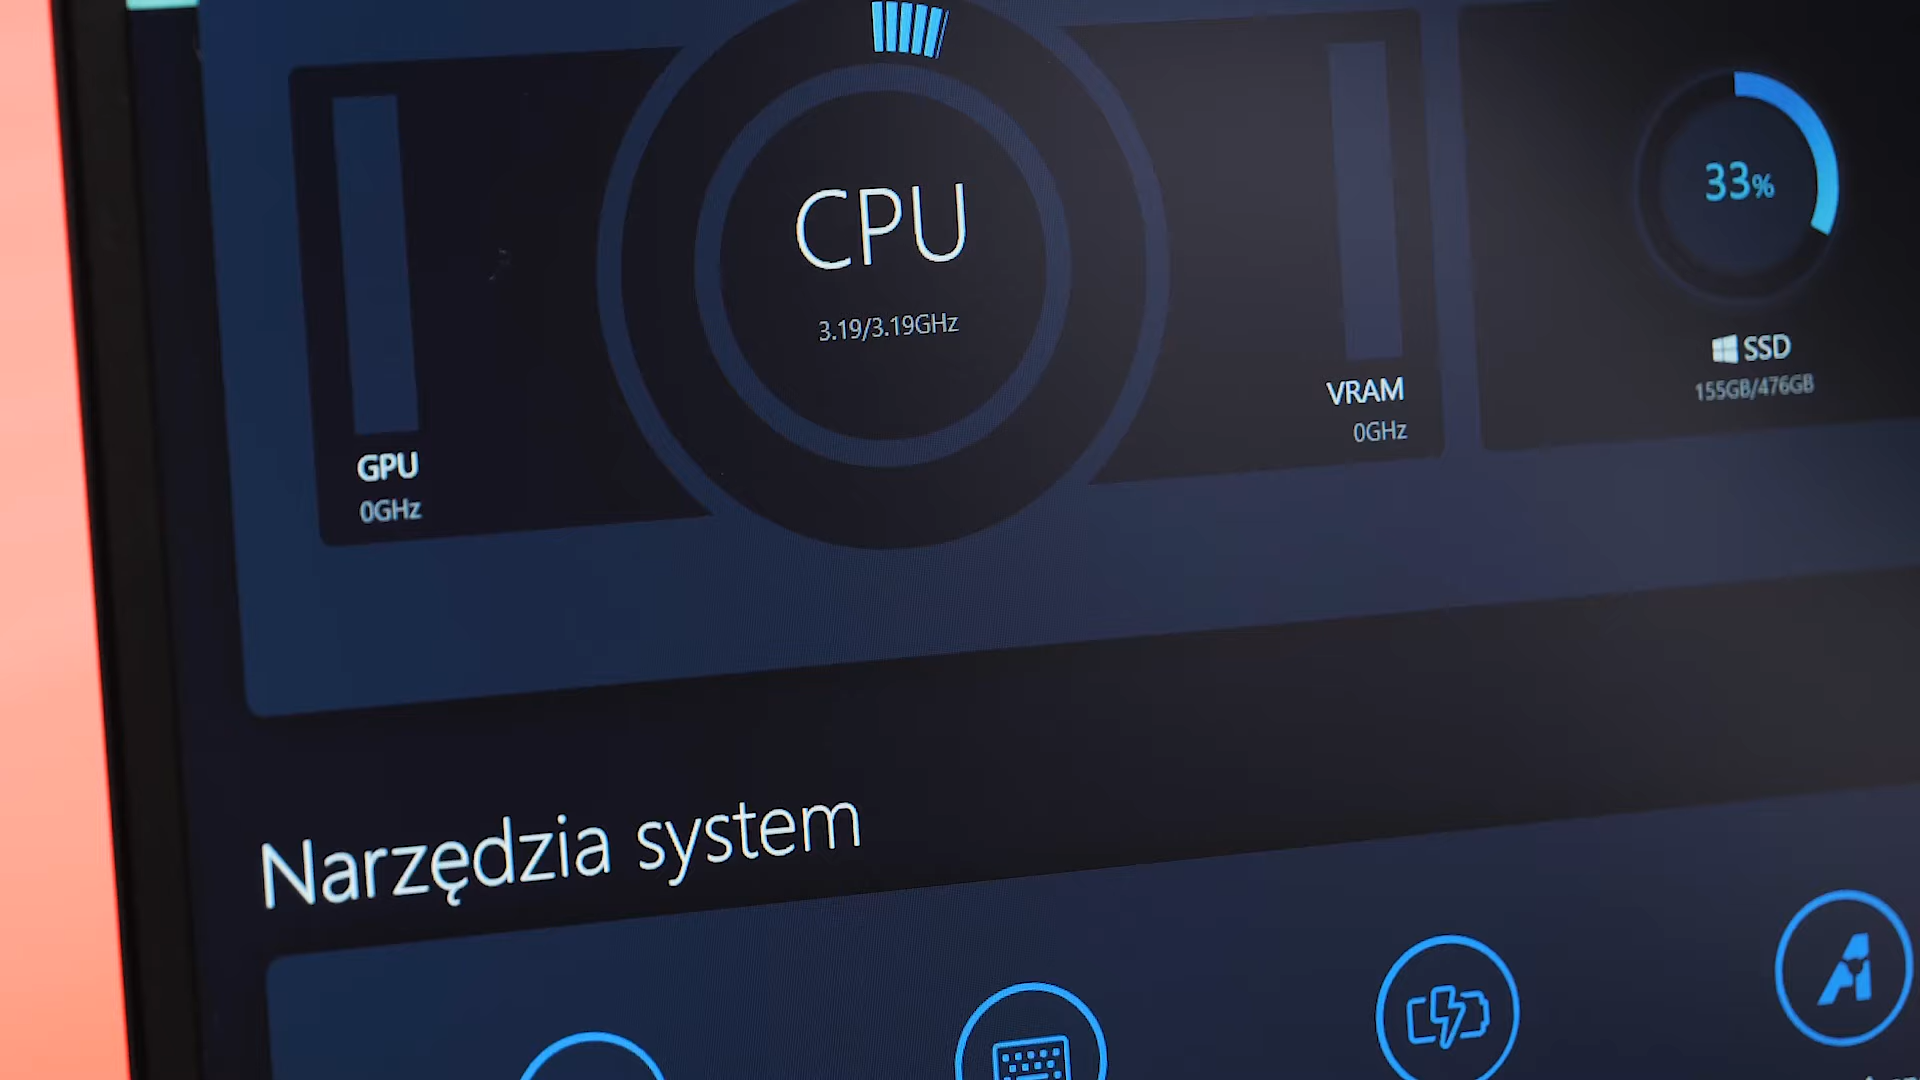 CPU
3.19/3.19GHz
GPU
0GHz
VRAM
0GHz
33%
SSD
155GB/476GB
Narzędzia system